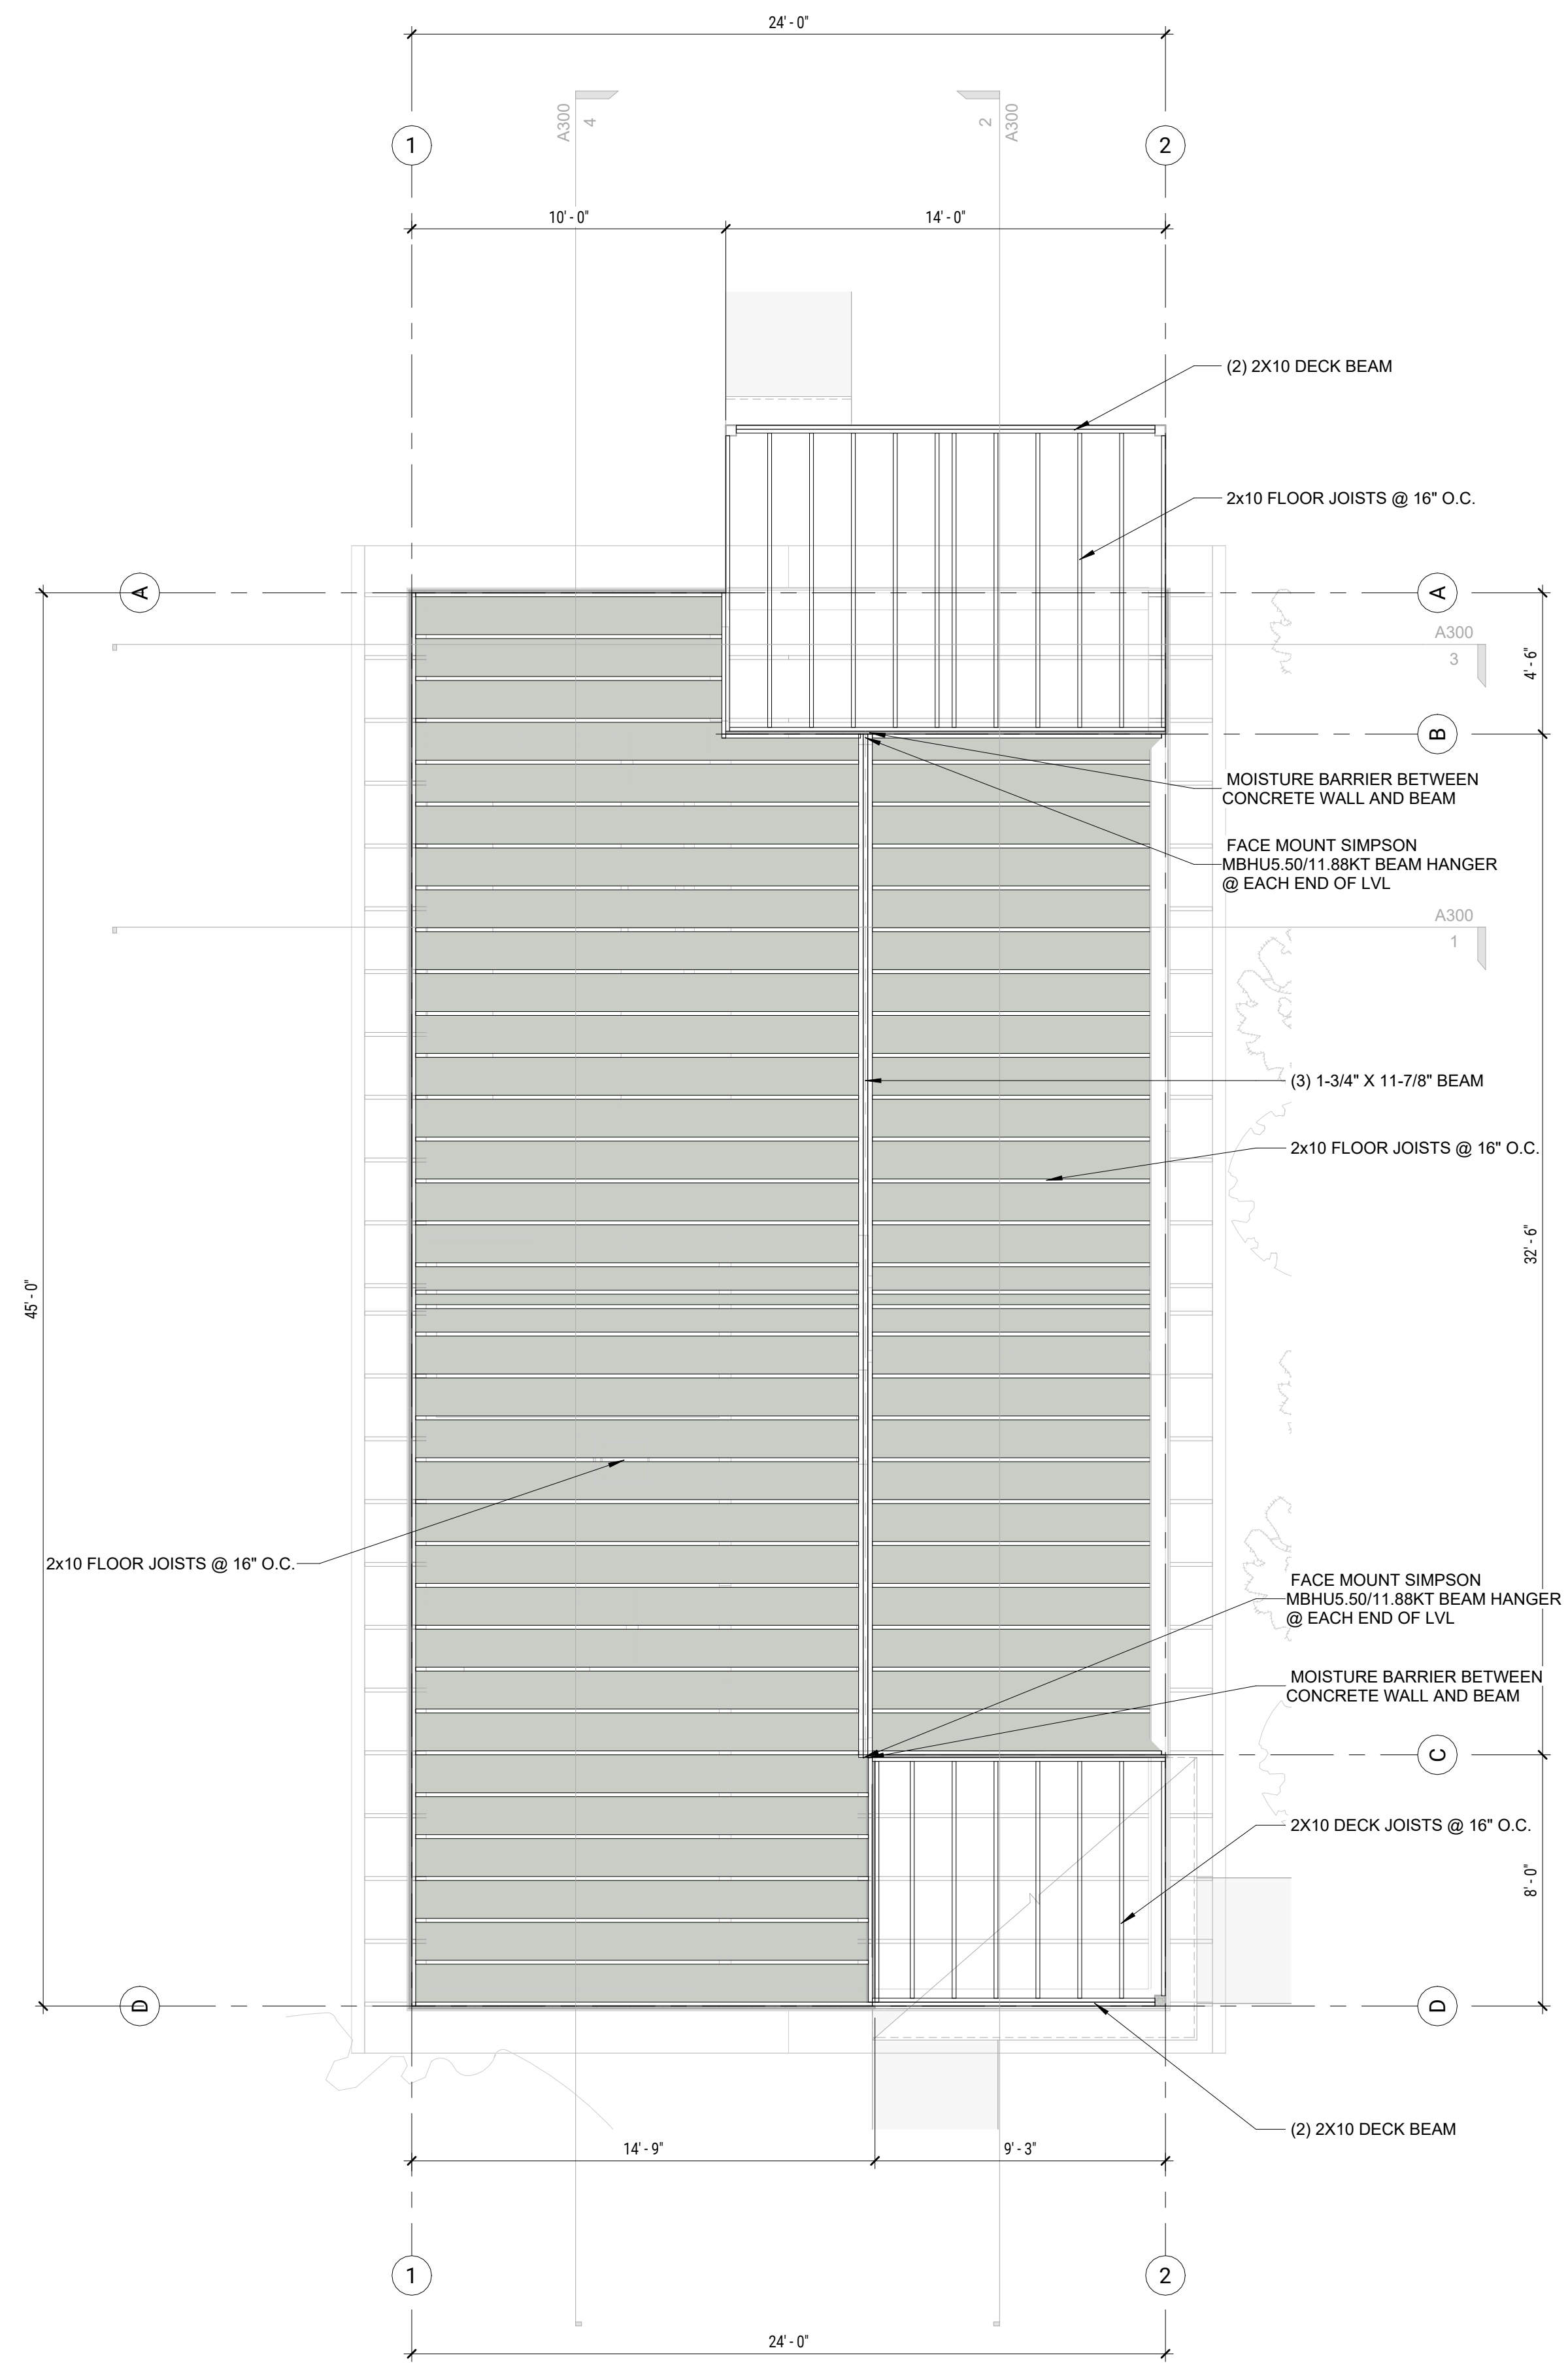 24' - 0"
A300
4
2
A300
1
2
10' - 0"
14' - 0"
(2) 2X10 DECK BEAM
2x10 FLOOR JOISTS @ 16" O.C.
A
A
A300
3
4' - 6"
B
MOISTURE BARRIER BETWEEN
CONCRETE WALL AND BEAM
FACE MOUNT SIMPSON
MBHU5.50/11.88KT BEAM HANGER
@ EACH END OF LVL
A300
1
(3) 1-3/4" X 11-7/8" BEAM
2x10 FLOOR JOISTS @ 16" O.C.
32' - 6"
45' - 0"
2x10 FLOOR JOISTS @ 16" O.C.
FACE MOUNT SIMPSON
MBHU5.50/11.88KT BEAM HANGER
@ EACH END OF LVL
MOISTURE BARRIER BETWEEN
CONCRETE WALL AND BEAM
C
2X10 DECK JOISTS @ 16" O.C.
8' - 0"
D
D
(2) 2X10 DECK BEAM
14' - 9"
9' - 3"
1
2
24' - 0"